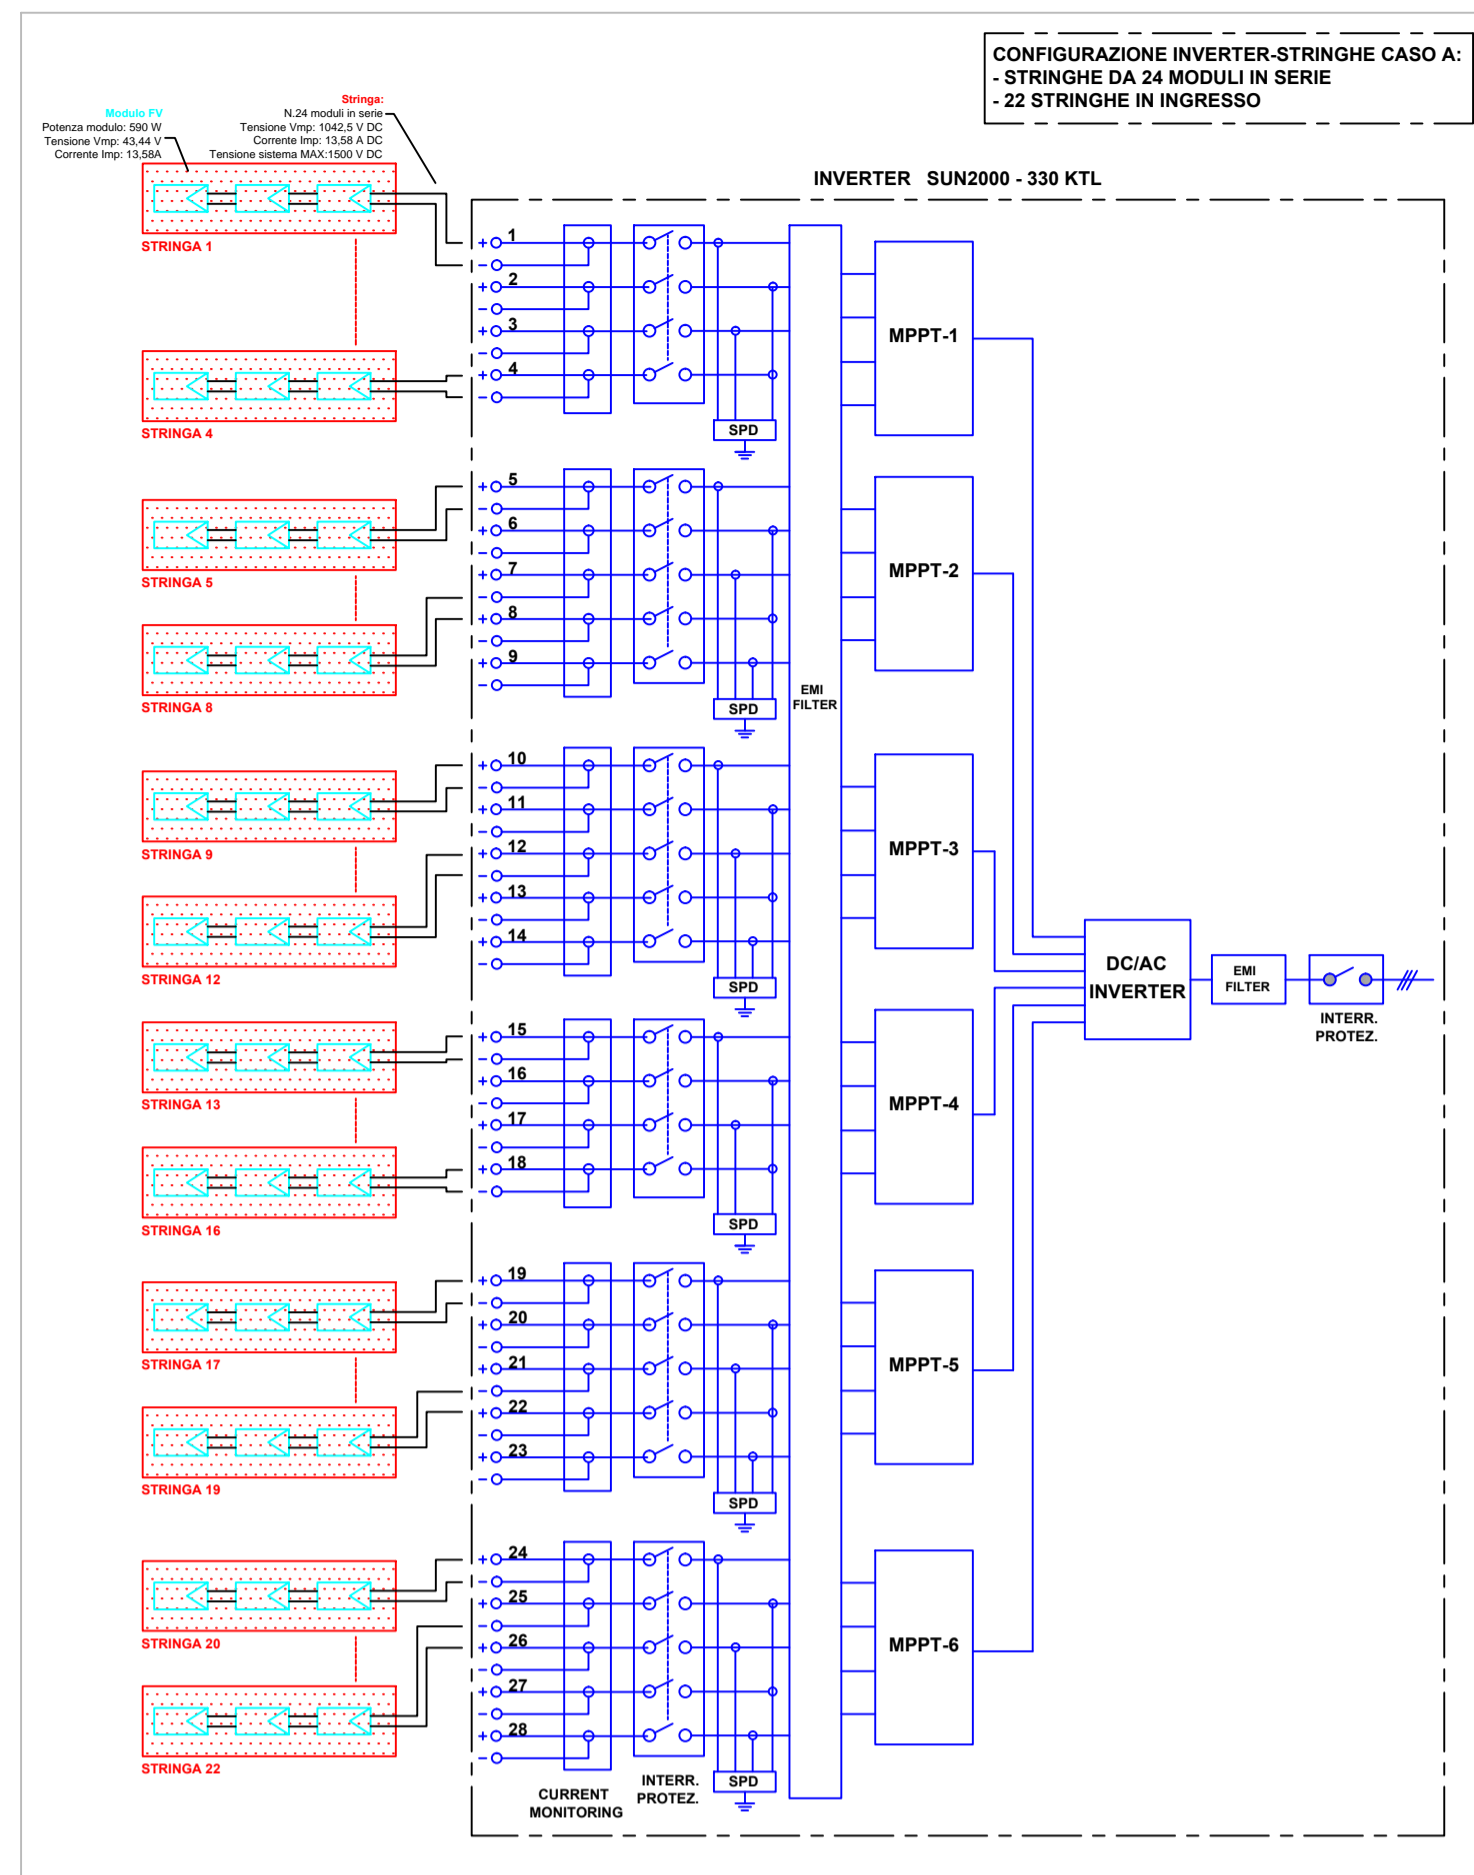 CONFIGURAZIONE INVERTER-STRINGHE CASO A:
- STRINGHE DA 24 MODULI IN SERIE
- 22 STRINGHE IN INGRESSO
Modulo FV
Potenza modulo: 590 W
Tensione Vmp: 43,44 V
Corrente Imp: 13,58A
Stringa:
N.24 moduli in serie
Tensione Vmp: 1042,5 V DC
Corrente Imp: 13,58 A DC
Tensione sistema MAX:1500 V DC
INVERTER SUN2000 - 330 KTL
STRINGA 1
STRINGA 4
STRINGA 5
STRINGA 8
STRINGA 9
STRINGA 12
STRINGA 13
STRINGA 16
STRINGA 17
STRINGA 19
STRINGA 20
STRINGA 22
+ 1
-
+ 2
-
+ 3
-
+ 4
-
SPD
+ 5
-
+ 6
-
+ 7
-
+ 8
-
+ 9
-
SPD
+ 10
-
+ 11
-
+ 12
-
+ 13
-
+ 14
-
SPD
+ 15
-
+ 16
-
+ 17
-
+ 18
-
SPD
+ 19
-
+ 20
-
+ 21
-
+ 22
-
+ 23
-
SPD
+ 24
-
+ 25
-
+ 26
-
+ 27
-
+ 28
-
SPD
CURRENT
MONITORING
INTERR.
PROTEZ.
EMI
FILTER
MPPT-1
MPPT-2
MPPT-3
MPPT-4
MPPT-5
MPPT-6
DC/AC
INVERTER
EMI
FILTER
INTERR.
PROTEZ.